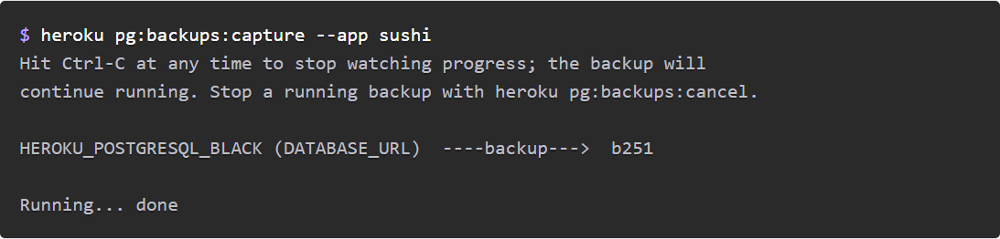 $ heroku pg:backups:capture --app sushi
Hit Ctrl-C at any time to stop watching progress; the backup will
continue running. Stop a running backup with heroku pg:backups:cancel.
HEROKU_POSTGRESQL_BLACK (DATABASE_URL)  ----backup--->  b251
Running... done